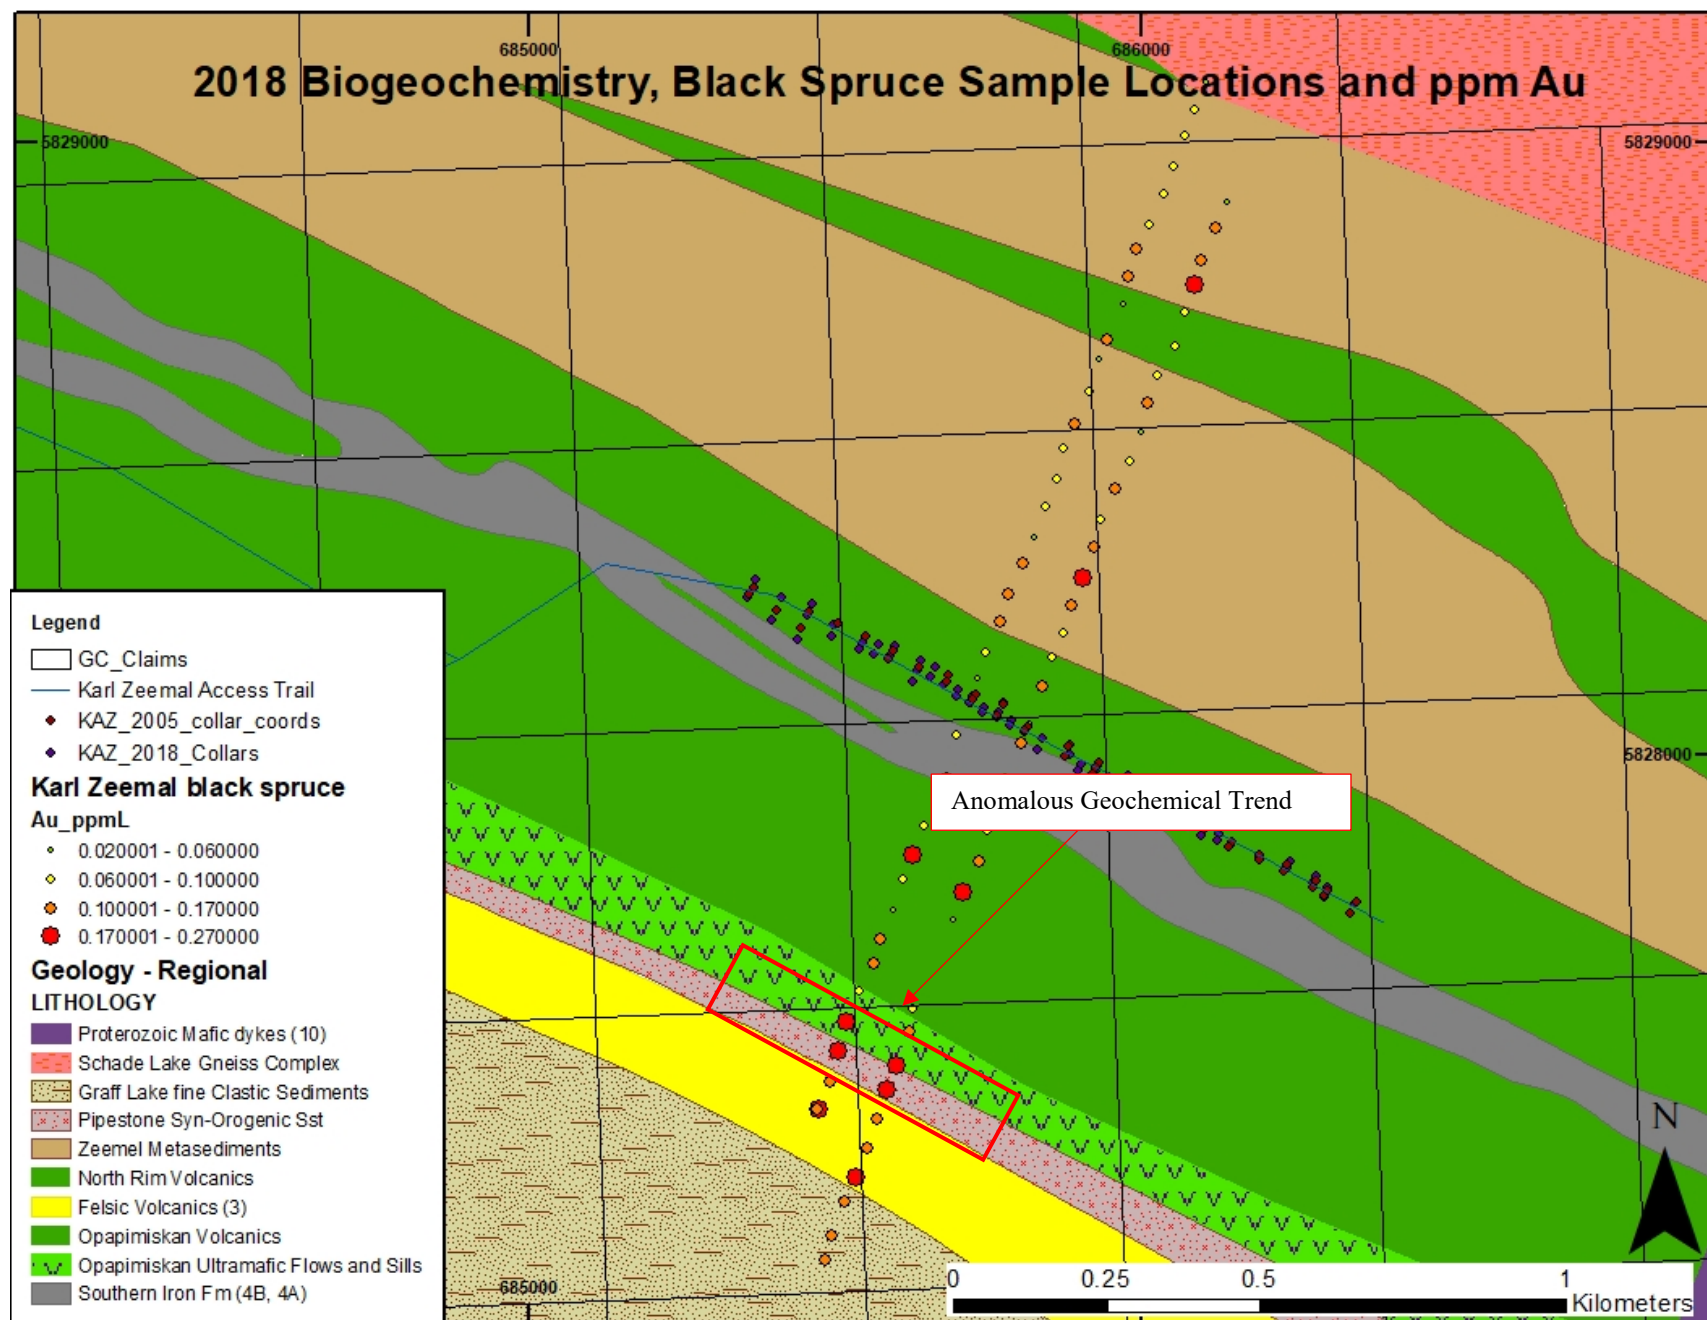 685000
686000
2018 Biogeochemistry, Black Spruce Sample Locations and ppm Au
5829000
5829000
5828000
Anomalous Geochemical Trend
Legend
GC_Claims
Karl Zeemal Access Trail
KAZ_2005_collar_coords
KAZ_2018_Collars
Karl Zeemal black spruce
Au_ppmL
0.020001 - 0.060000
0.060001 - 0.100000
0.100001 - 0.170000
0.170001 - 0.270000
Geology - Regional
LITHOLOGY
Proterozoic Mafic dykes (10)
Schade Lake Gneiss Complex
Graff Lake fine Clastic Sediments
Pipestone Syn-Orogenic Sst
Zeemel Metasediments
North Rim Volcanics
Felsic Volcanics (3)
Opapimiskan Volcanics
Opapimiskan Ultramafic Flows and Sills
Southern Iron Fm (4B, 4A)
685000
N
0 0.25 0.5 1
Kilometers